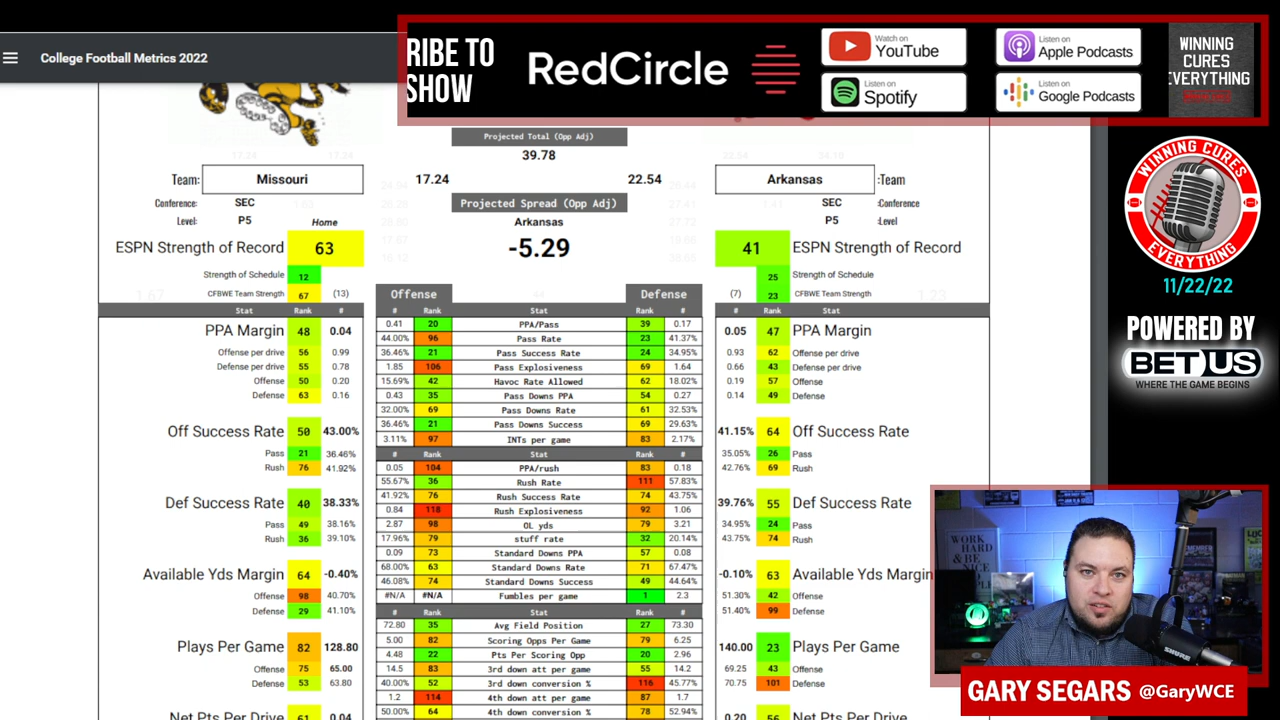 College Football Metrics 2022
RIBE TO
SHOW
RedCircle
Watch on
YouTube
Listen on
Spotify
Listen on
Apple Podcasts
Listen on
Google Podcasts
WINNING
CURES
EVERYTHING
WINNING CURES
EVERYTHING
11/22/22
POWERED BY
BETUS
WHERE THE GAME BEGINS
Projected Total (Opp Adj)
39.78
Team: Missouri 17.24 22.54 Arkansas :Team
Conference: SEC Projected Spread (Opp Adj) SEC :Conference
Level: P5 Home Arkansas P5 :Level
ESPN Strength of Record 63 -5.29 41 ESPN Strength of Record
Strength of Schedule 12 25 Strength of Schedule
CFBWE Team Strength 67 (13) (7) 23 CFBWE Team Strength
Stat Rank #
PPA Margin 48 0.04
Offense per drive 56 0.99
Defense per drive 55 0.78
Offense 50 0.20
Defense 63 0.16
Off Success Rate 50 43.00%
Pass 21 36.46%
Rush 76 41.92%
Def Success Rate 40 38.33%
Pass 49 38.16%
Rush 36 39.10%
Available Yds Margin 64 -0.40%
Offense 98 40.70%
Defense 29 41.10%
Plays Per Game 82 128.80
Offense 75 65.00
Defense 53 63.80
Net Pts Per Drive 61 0.04
Offense Defense
# Rank Stat Rank #
0.41 20 PPA/Pass 39 0.17
44.00% 96 Pass Rate 23 41.37%
36.46% 21 Pass Success Rate 24 34.95%
1.85 106 Pass Explosiveness 69 1.64
15.69% 42 Havoc Rate Allowed 62 18.02%
0.43 35 Pass Downs PPA 54 0.27
32.00% 69 Pass Downs Rate 61 32.53%
36.46% 21 Pass Downs Success 69 29.63%
3.11% 97 INTs per game 83 2.17%
# Rank Stat Rank #
0.05 104 PPA/rush 83 0.18
55.67% 36 Rush Rate 111 57.83%
41.92% 76 Rush Success Rate 74 43.75%
0.84 118 Rush Explosiveness 92 1.06
2.87 98 OL yds 79 3.21
17.96% 79 stuff rate 32 20.14%
0.09 73 Standard Downs PPA 57 0.08
68.00% 63 Standard Downs Rate 71 67.47%
46.08% 74 Standard Downs Success 49 44.64%
#N/A #N/A Fumbles per game 1 2.3
# Rank Stat Rank #
72.80 35 Avg Field Position 27 73.30
5.00 82 Scoring Opps Per Game 79 6.25
4.48 22 Pts Per Scoring Opp 20 2.96
14.5 83 3rd down att per game 55 14.2
40.00% 52 3rd down conversion % 116 45.77%
1.2 114 4th down att per game 87 1.7
50.00% 64 4th down conversion % 78 52.94%
# Rank Stat
0.05 47 PPA Margin
0.93 62 Offense per drive
0.66 43 Defense per drive
0.19 57 Offense
0.14 49 Defense
41.15% 64 Off Success Rate
35.05% 26 Pass
42.76% 69 Rush
39.76% 55 Def Success Rate
34.95% 24 Pass
43.75% 74 Rush
-0.10% 63 Available Yds Margin
51.30% 42 Offense
51.40% 99 Defense
140.00 23 Plays Per Game
69.25 43 Offense
70.75 101 Defense
0.20 56 Net Pts Per Drive
WORK
HARD &
BE NICE
SHURE
GARY SEGARS @GaryWCE